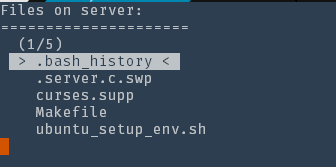 Files on server:
=====================
(1/5)
> .bash_history <
.server.c.swp
curses.supp
Makefile
ubuntu_setup_env.sh